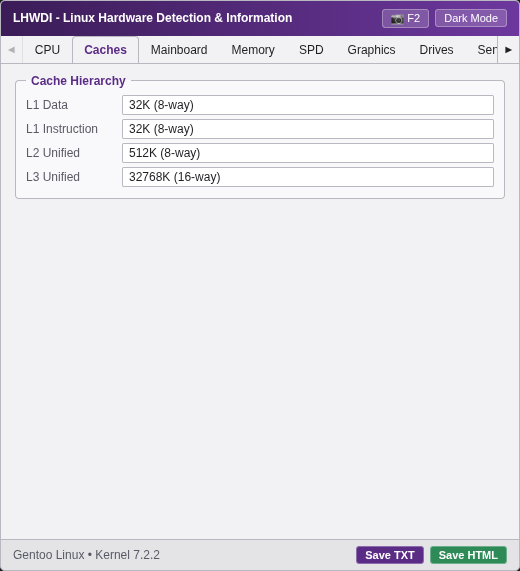 LHWDI - Linux Hardware Detection & Information
📷 F2
Dark Mode
◄ CPU Caches Mainboard Memory SPD Graphics Drives Sen ►
Cache Hierarchy
L1 Data 32K (8-way)
L1 Instruction 32K (8-way)
L2 Unified 512K (8-way)
L3 Unified 32768K (16-way)
Gentoo Linux • Kernel 7.2.2
Save TXT
Save HTML